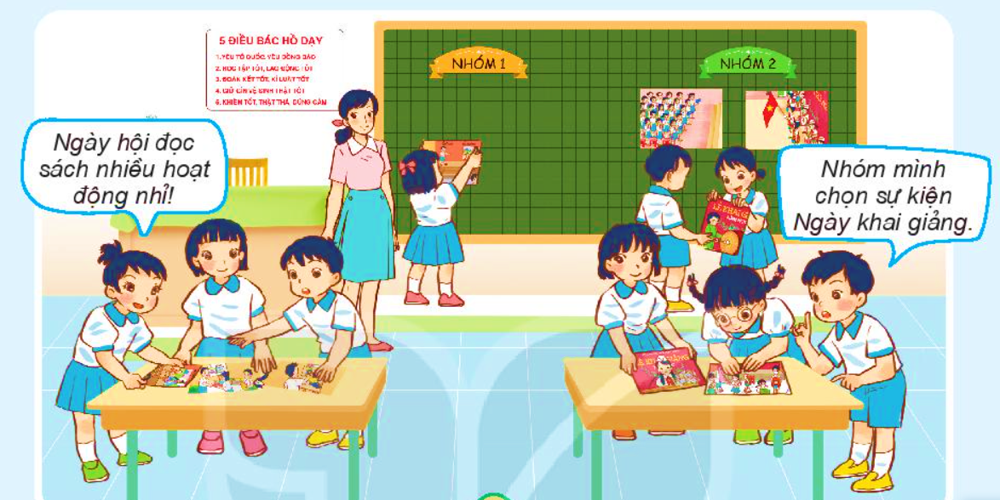 5 ĐIỀU BÁC HỒ DẠY
1. YÊU TỔ QUỐC, YÊU ĐỒNG BÀO
2. HỌC TẬP TỐT, LAO ĐỘNG TỐT
3. ĐOÀN KẾT TỐT, KỈ LUẬT TỐT
4. GIỮ GÌN VỆ SINH THẬT TỐT
5. KHIÊM TỐN, THẬT THÀ, DŨNG CẢM
NHÓM 1
NHÓM 2
Ngày hội đọc
sách nhiều hoạt
động nhỉ!
Nhóm mình
chọn sự kiện
Ngày khai giảng.
LỄ KHAI